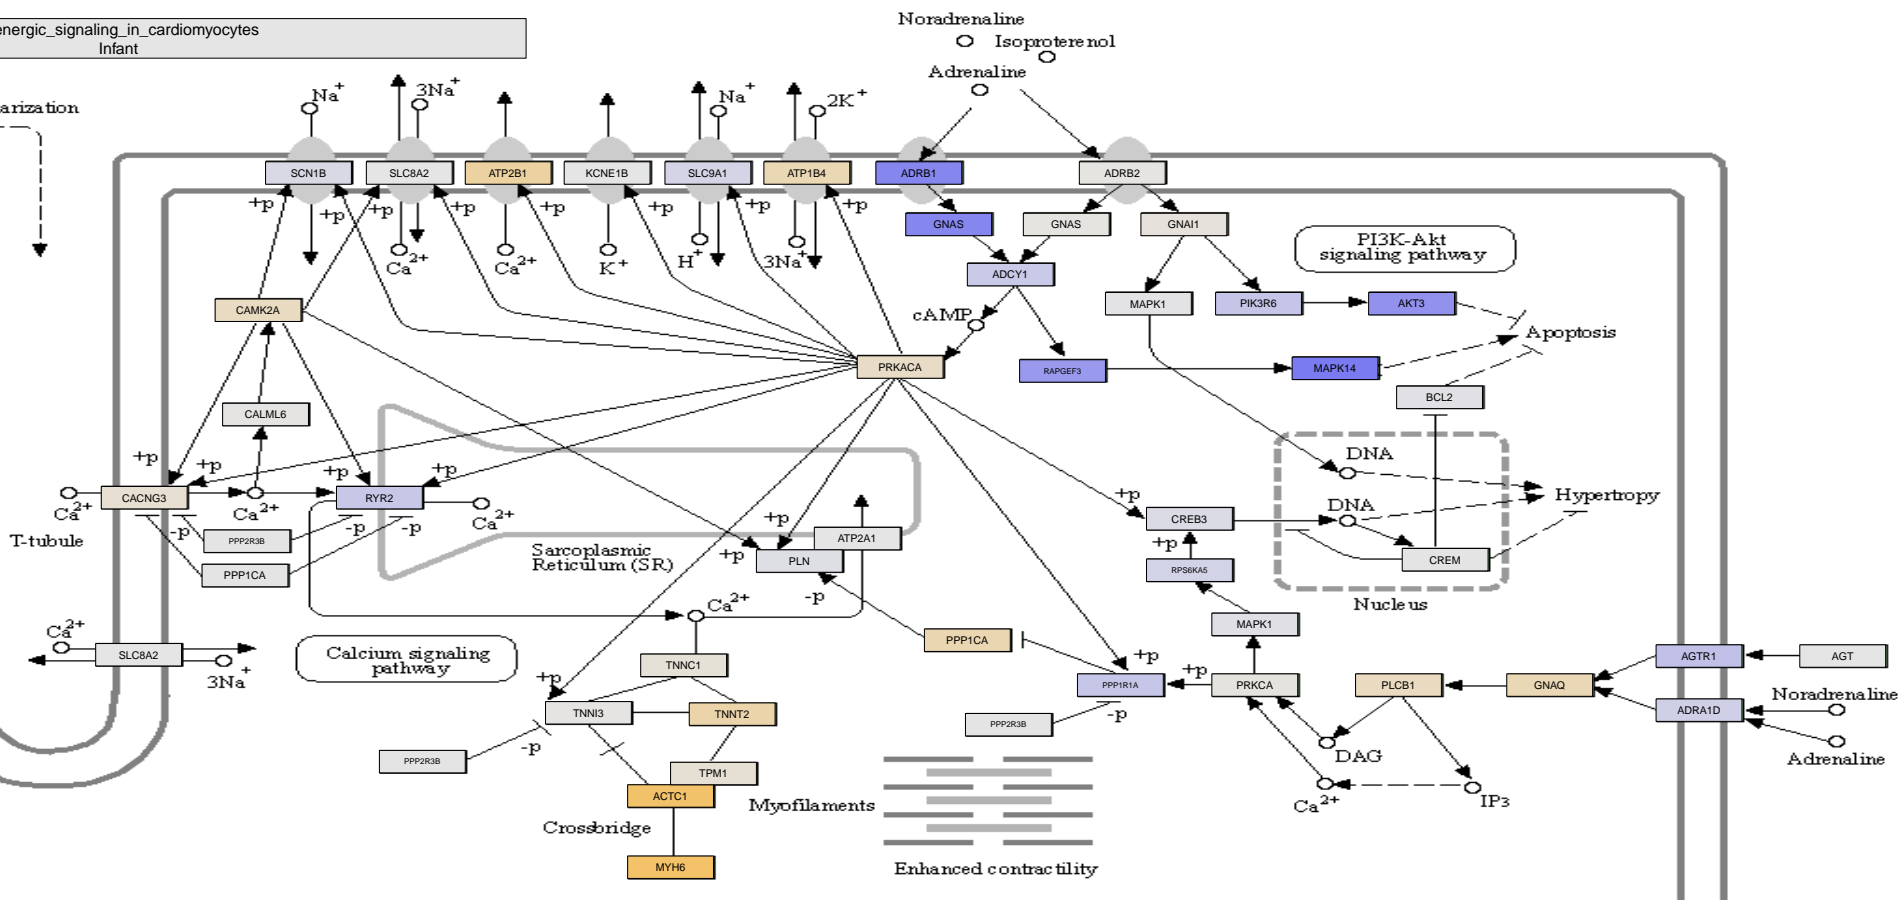 energic_signaling_in_cardiomyocytes
Infant
Noradrenaline
Isoproterenol
Adrenaline
arization
Na+
3Na+
Na+
2K+
SCN1B
SLC8A2
ATP2B1
KCNE1B
SLC9A1
ATP1B4
ADRB1
ADRB2
+p
+p
+p
+p
+p
+p
+p
+p
GNAS
GNAS
GNAI1
Ca2+
Ca2+
K+
H+
3Na+
PI3K-Akt
signaling pathway
ADCY1
CAMK2A
MAPK1
PIK3R6
AKT3
cAMP
Apoptosis
PRKACA
RAPGEF3
MAPK14
BCL2
CALML6
+p
+p
+p
+p
DNA
CACNG3
RYR2
Ca2+
Ca2+
Ca2+
+p
DNA
Hypertropy
T-tubule
-p
-p
-p
PPP2R3B
+p
CREB3
ATP2A1
Sarcoplasmic
Reticulum (SR)
+p
PLN
+p
CREM
PPP1CA
RPS6KA5
-p
Nucleus
Ca2+
Ca2+
MAPK1
SLC8A2
3Na+
Calcium signaling
pathway
PPP1CA
TNNC1
+p
+p
+p
PPP1R1A
PRKCA
PLCB1
GNAQ
AGTR1
AGT
TNNI3
TNNT2
PPP2R3B
-p
ADRA1D
Noradrenaline
-p
PPP2R3B
DAG
Adrenaline
TPM1
ACTC1
Myofilaments
Ca2+
IP3
Crossbridge
MYH6
Enhanced contractility